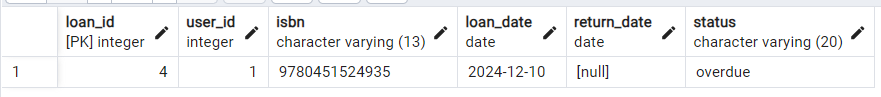 loan_id user_id isbn loan_date return_date status
[PK] integer integer character varying (13) date date character varying (20)
1 4 1 9780451524935 2024-12-10 [null] overdue